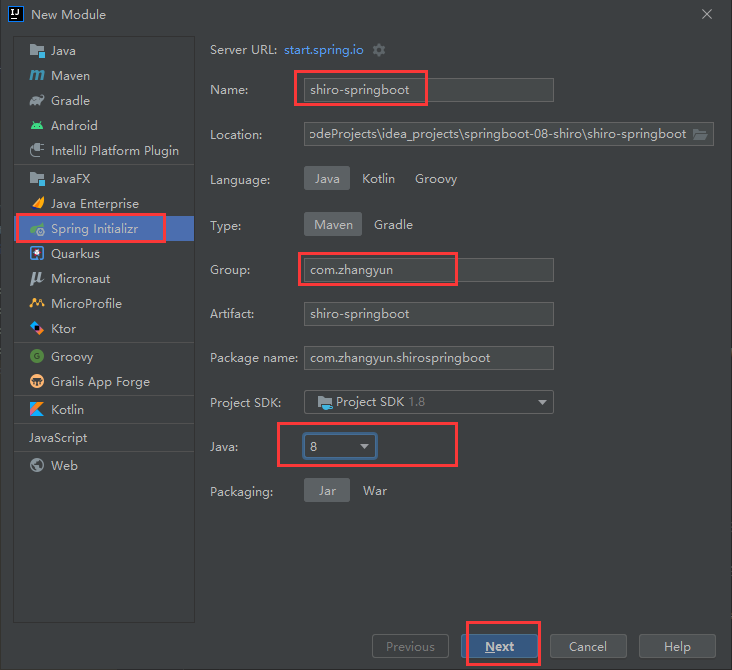 New Module
Java
Maven
Gradle
Android
IntelliJ Platform Plugin
JavaFX
Java Enterprise
Spring Initializr
Quarkus
Micronaut
MicroProfile
Ktor
Groovy
Grails App Forge
Kotlin
JavaScript
Web
Server URL: start.spring.io
Name: shiro-springboot
Location: odeProjects\idea_projects\springboot-08-shiro\shiro-springboot
Language: Java Kotlin Groovy
Type: Maven Gradle
Group: com.zhangyun
Artifact: shiro-springboot
Package name: com.zhangyun.shirospringboot
Project SDK: Project SDK 1.8
Java: 8
Packaging: Jar War
Previous Next Cancel Help